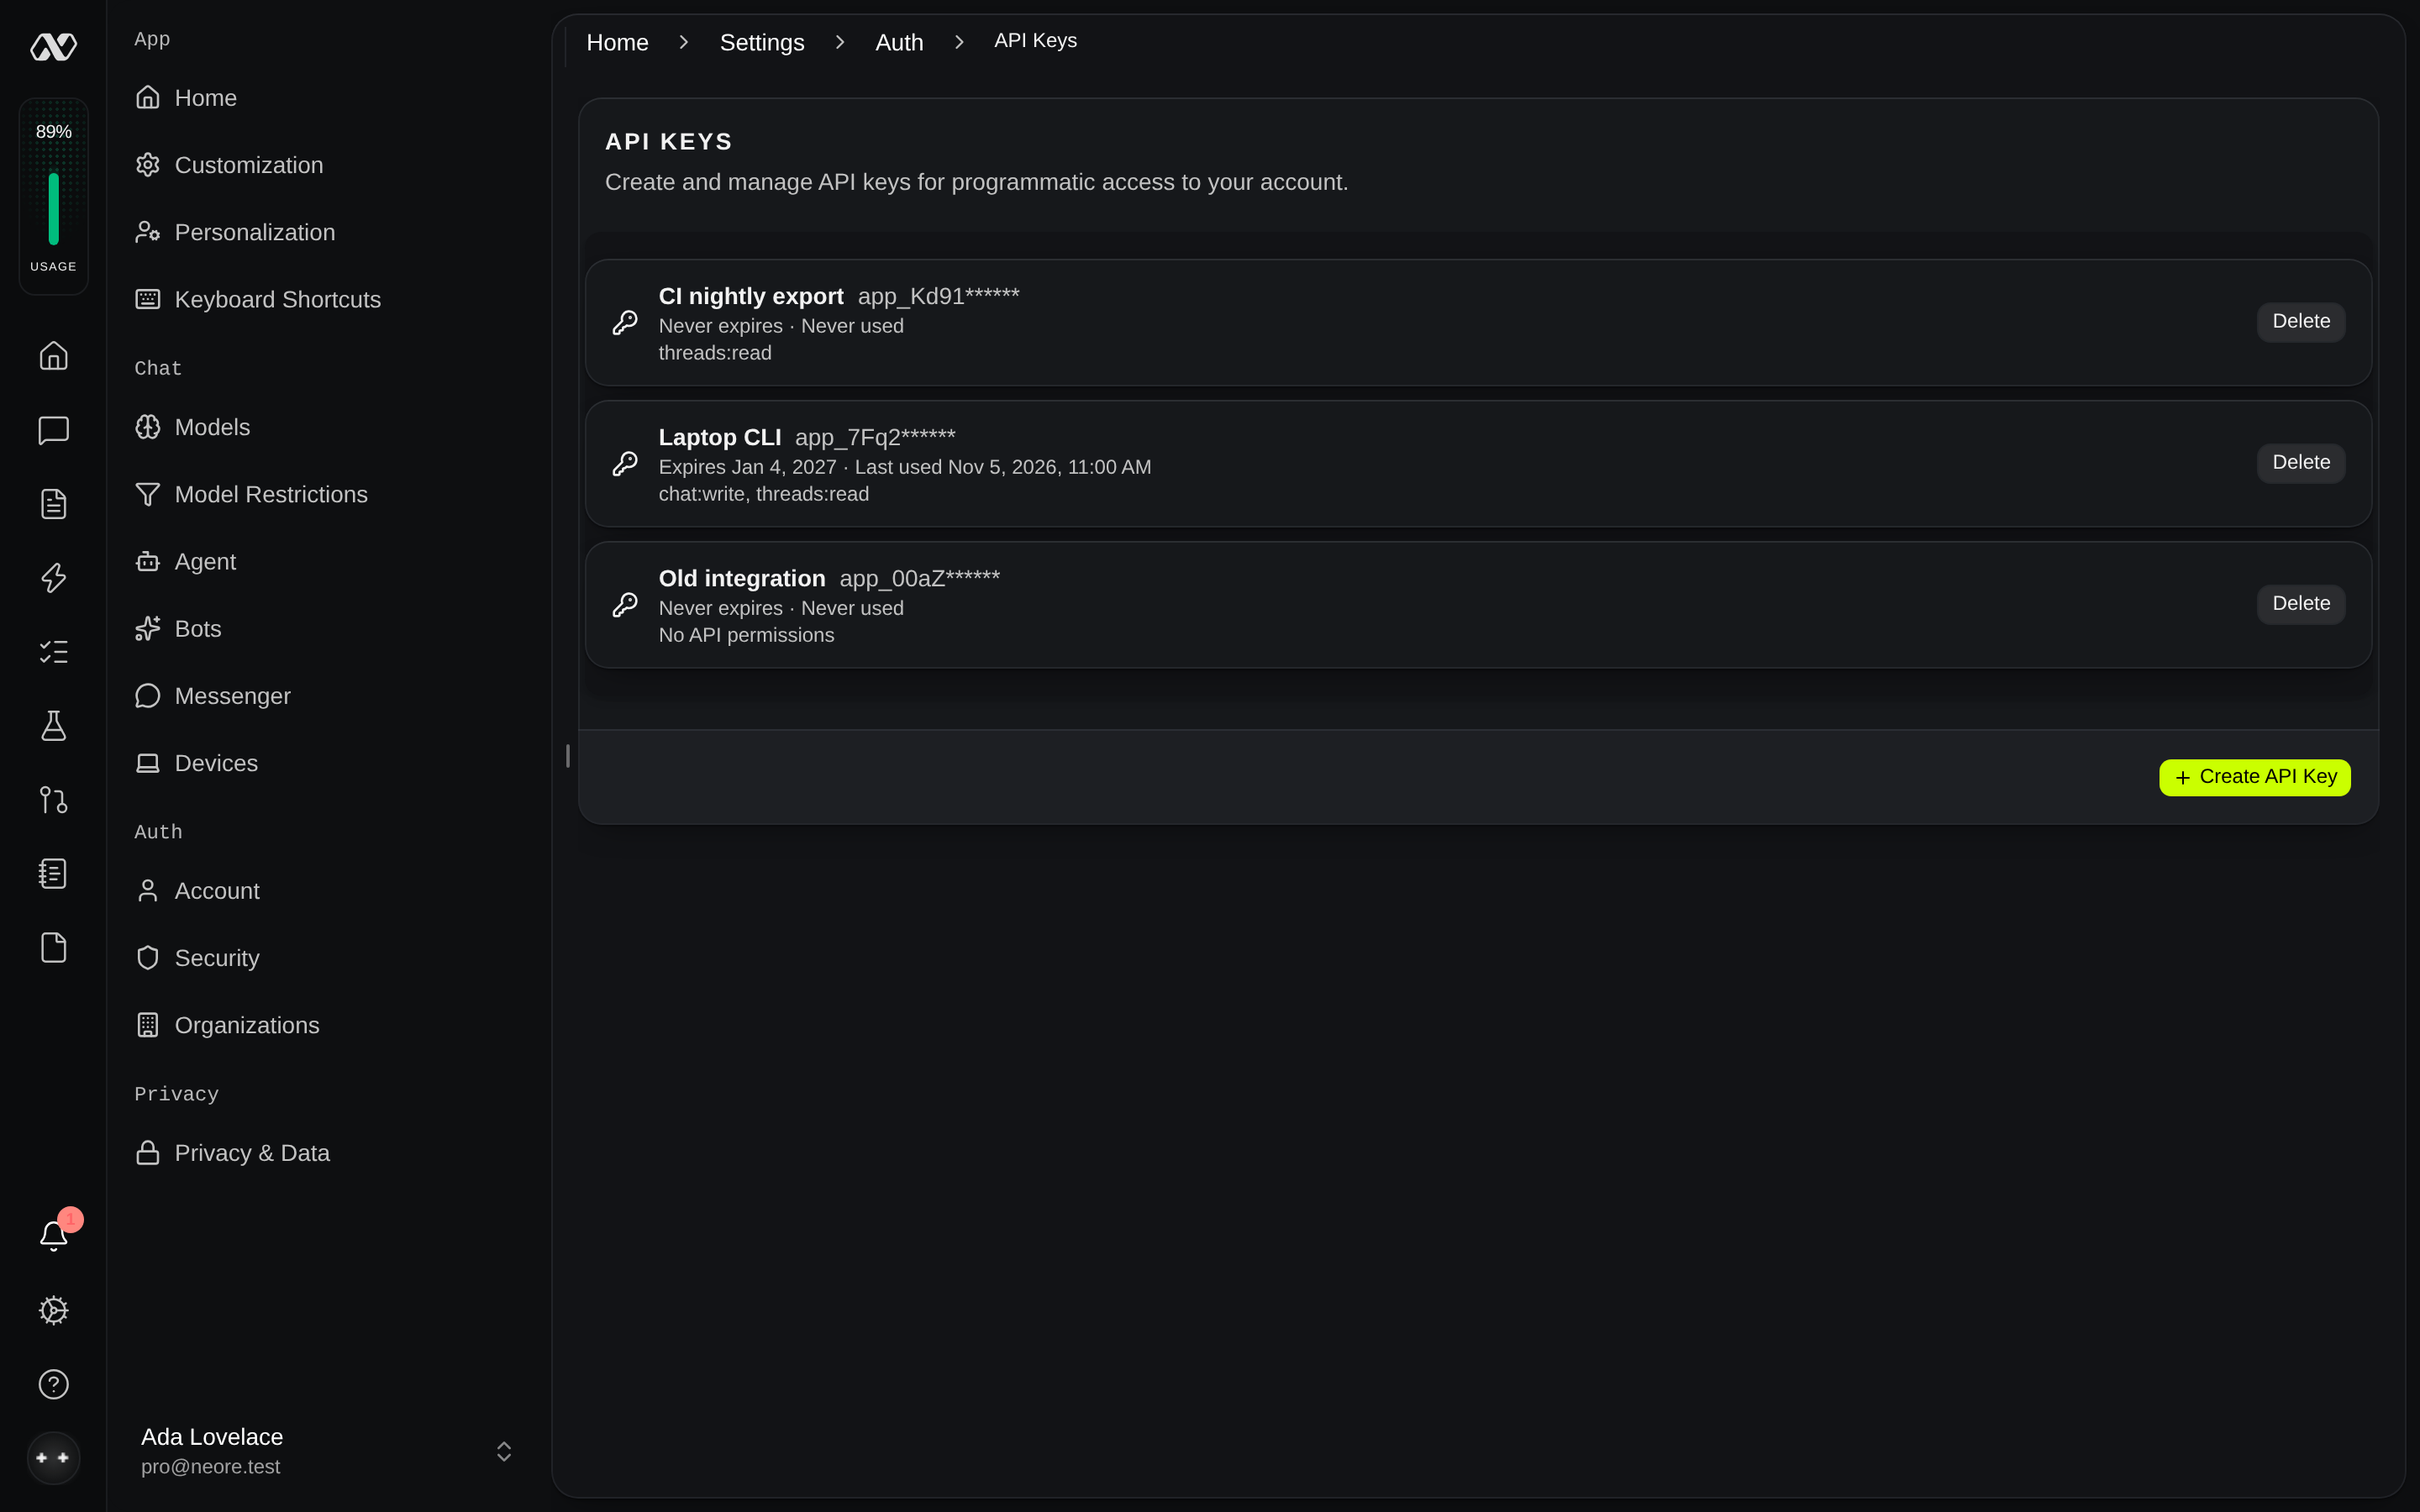 89%
USAGE
App
Home
Customization
Personalization
Keyboard Shortcuts
Chat
Models
Model Restrictions
Agent
Bots
Messenger
Devices
Auth
Account
Security
Organizations
Privacy
Privacy & Data
1
Ada Lovelace
pro@neore.test
Home > Settings > Auth > API Keys
API KEYS
Create and manage API keys for programmatic access to your account.
CI nightly export app_Kd91******
Never expires · Never used
threads:read
Delete
Laptop CLI app_7Fq2******
Expires Jan 4, 2027 · Last used Nov 5, 2026, 11:00 AM
chat:write, threads:read
Delete
Old integration app_00aZ******
Never expires · Never used
No API permissions
Delete
+ Create API Key